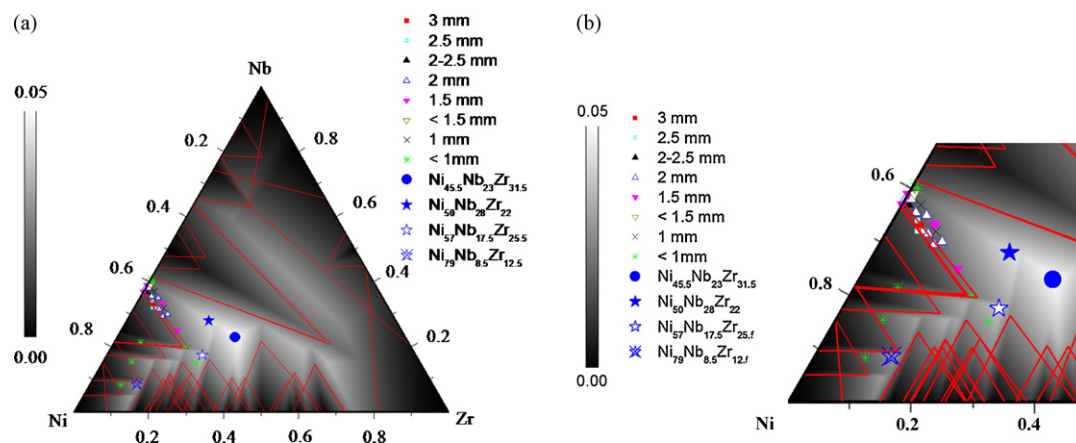 (a)
3 mm
2.5 mm
2-2.5 mm
2 mm
1.5 mm
< 1.5 mm
1 mm
< 1mm
Ni45.5Nb23Zr31.5
Ni50Nb28Zr22
Ni57Nb17.5Zr25.5
Ni79Nb8.5Zr12.5
0.05
0.00
Nb
0.2
0.4
0.6
0.8
0.8
0.6
0.4
0.2
Ni
0.2
0.4
0.6
0.8
Zr
(b)
0.05
0.00
3 mm
2.5 mm
2-2.5 mm
2 mm
1.5 mm
< 1.5 mm
1 mm
< 1mm
Ni45.5Nb23Zr31.5
Ni50Nb28Zr22
Ni57Nb17.5Zr25.f
Ni79Nb8.5Zr12.f
0.6
0.8
Ni
0.2
0.4